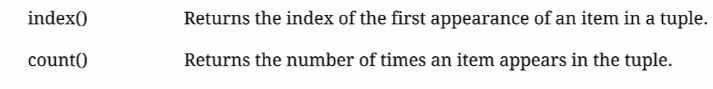 index() Returns the index of the first appearance of an item in a tuple.
count() Returns the number of times an item appears in the tuple.